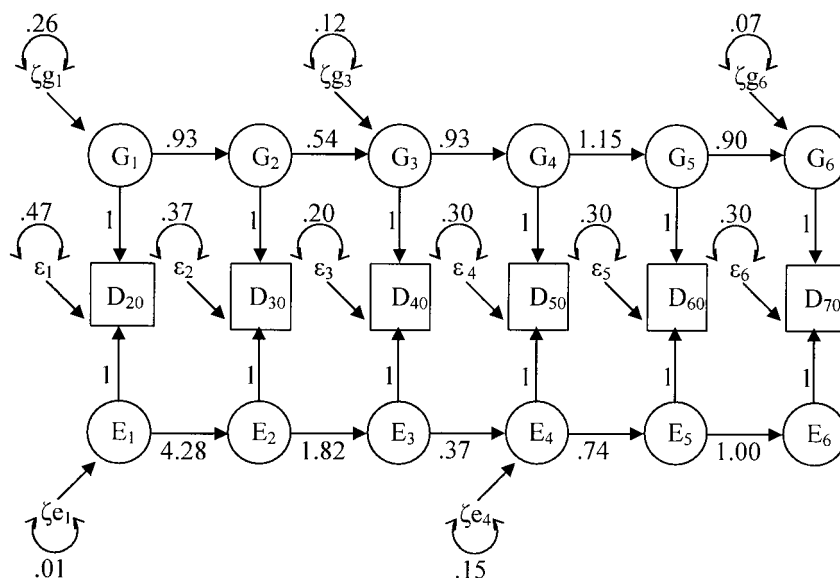 .26 .12 .07
ζg₁ ζg₃ ζg₆
G₁ .93 G₂ .54 G₃ .93 G₄ 1.15 G₅ .90 G₆
.47 1 .37 1 .20 1 .30 1 .30 1 .30 1
ε₁ ε₂ ε₃ ε₄ ε₅ ε₆
D₂₀ D₃₀ D₄₀ D₅₀ D₆₀ D₇₀
1 1 1 1 1 1
E₁ E₂ E₃ E₄ E₅ E₆
4.28 1.82 .37 .74 1.00
ζe₁ ζe₄
.01 .15